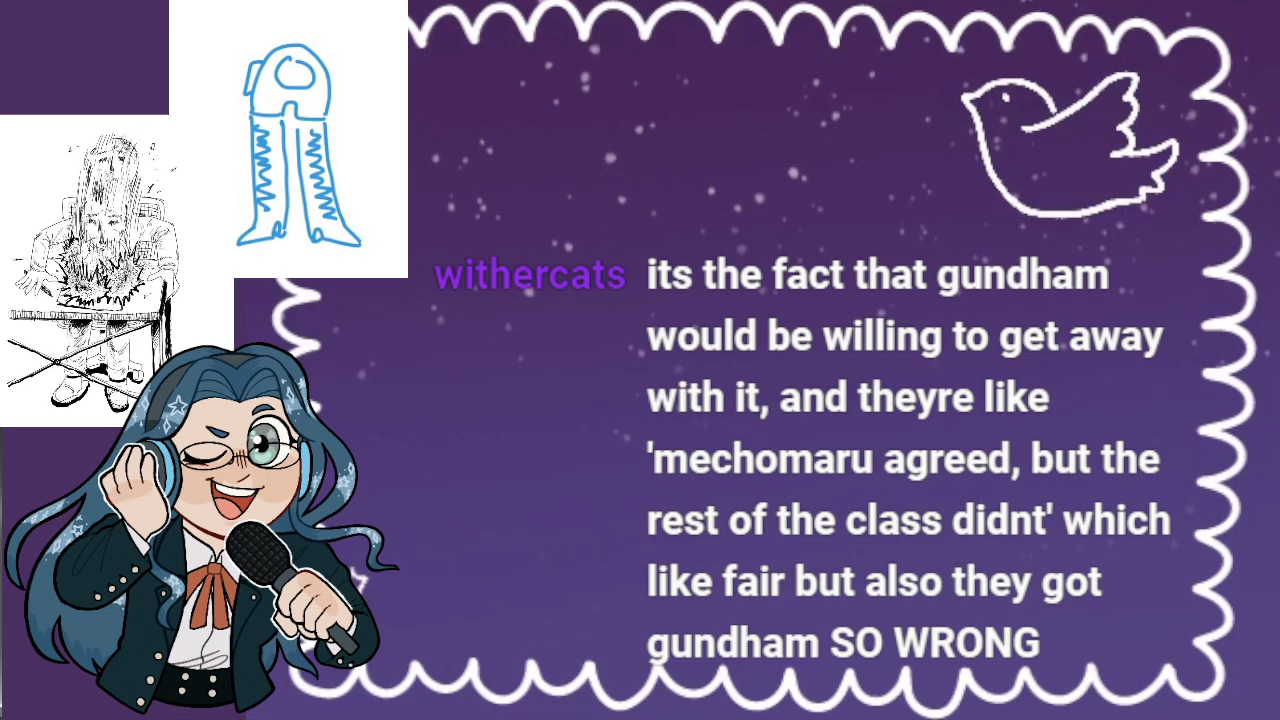 withercats its the fact that gundham
would be willing to get away
with it, and theyre like
'mechomaru agreed, but the
rest of the class didnt' which
like fair but also they got
gundham SO WRONG